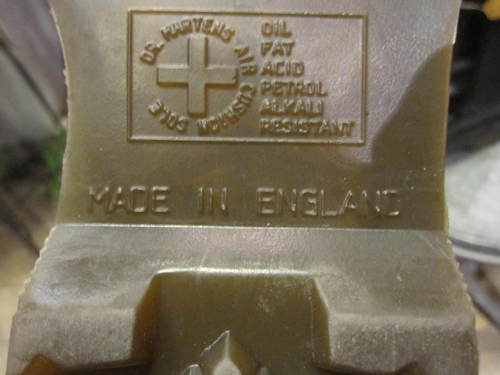 DR. MARTENS AIR CUSHION SOLE
OIL
FAT
ACID
PETROL
ALKALI
RESISTANT
MADE IN ENGLAND